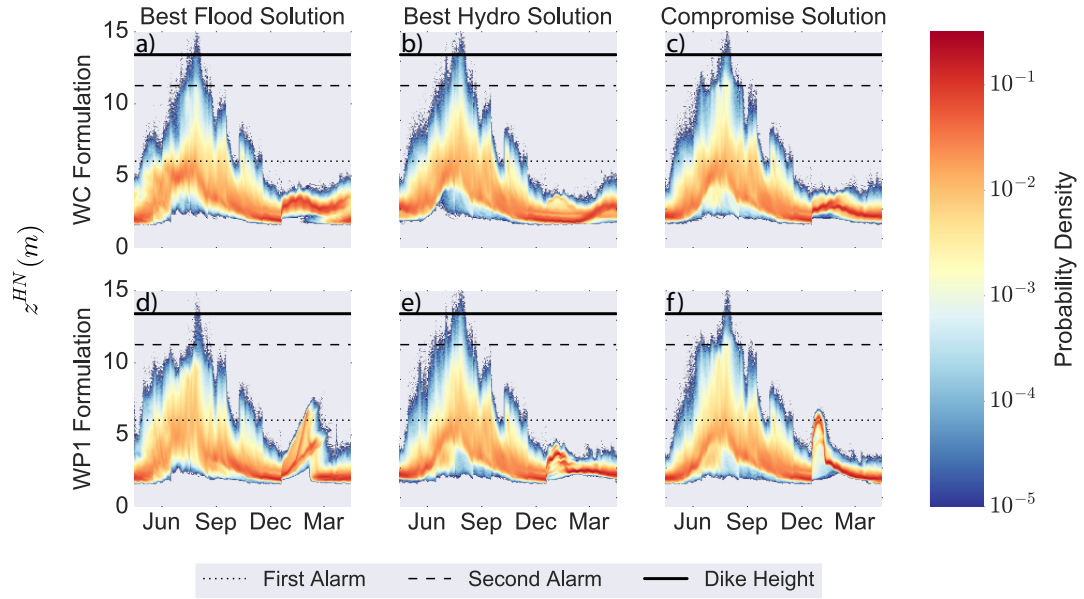 Best Flood Solution Best Hydro Solution Compromise Solution
a) b) c)
15
10
5
0
WC Formulation
z^{HN}(m)
d) e) f)
15
10
5
0
WP1 Formulation
Jun Sep Dec Mar Jun Sep Dec Mar Jun Sep Dec Mar
10^{-1}
10^{-2}
10^{-3}
10^{-4}
10^{-5}
Probability Density
First Alarm Second Alarm Dike Height